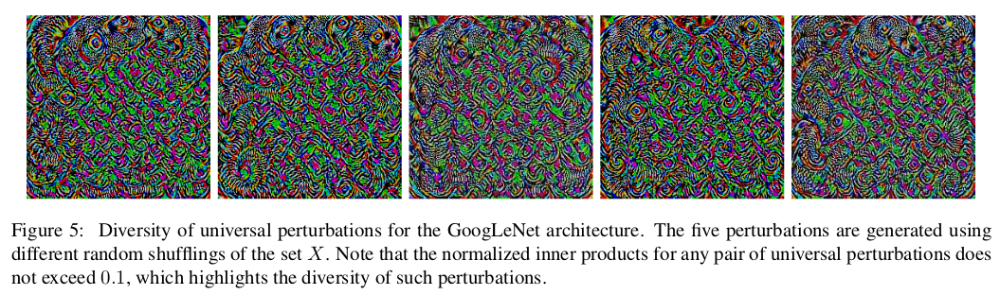 Figure 5: Diversity of universal perturbations for the GoogLeNet architecture. The five perturbations are generated using
different random shufflings of the set X. Note that the normalized inner products for any pair of universal perturbations does
not exceed 0.1, which highlights the diversity of such perturbations.